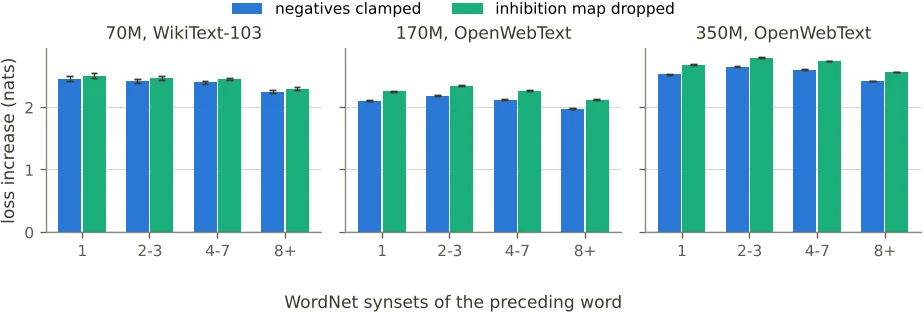 negatives clamped inhibition map dropped
70M, WikiText-103 170M, OpenWebText 350M, OpenWebText
loss increase (nats)
2
1
0
1 2-3 4-7 8+ 1 2-3 4-7 8+ 1 2-3 4-7 8+
WordNet synsets of the preceding word